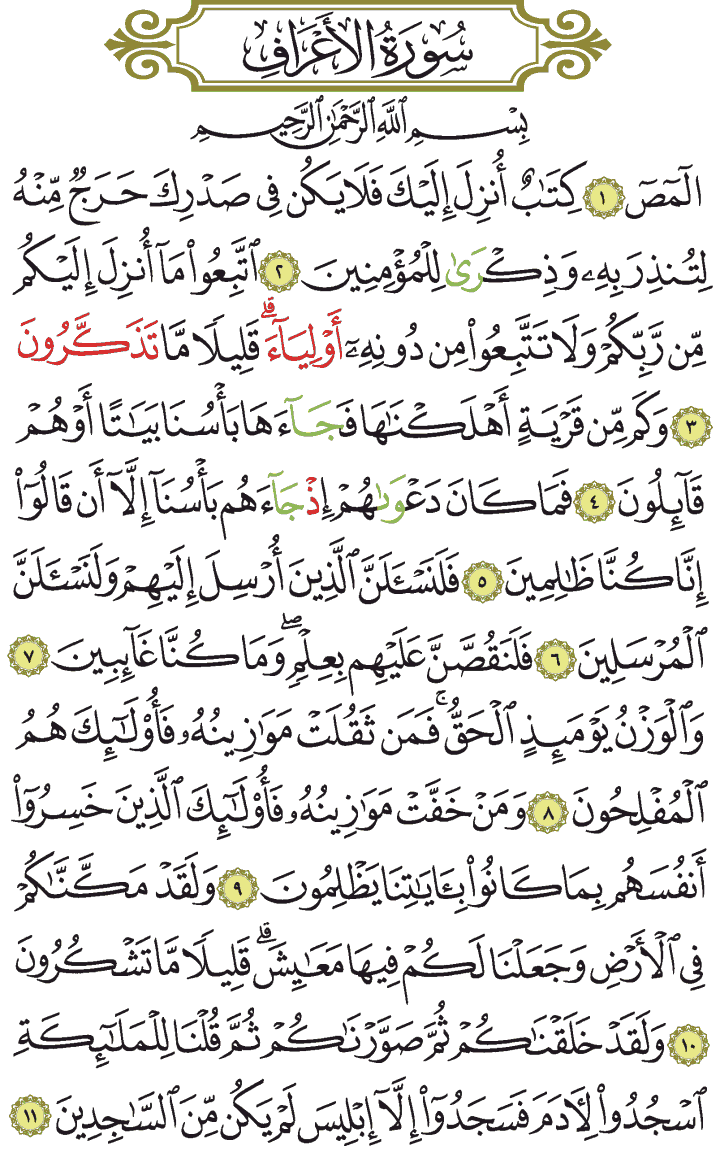 سُورَةُ الأَعْرَافِ
بِسْمِ ٱللَّهِ ٱلرَّحْمَٰنِ ٱلرَّحِيمِ
الٓمٓصٓ ١ كِتَٰبٌ أُنزِلَ إِلَيْكَ فَلَا يَكُن فِى صَدْرِكَ حَرَجٌ مِّنْهُ
لِتُنذِرَ بِهِۦ وَذِكْرَىٰ لِلْمُؤْمِنِينَ ٢ ٱتَّبِعُوا۟ مَآ أُنزِلَ إِلَيْكُم
مِّن رَّبِّكُمْ وَلَا تَتَّبِعُوا۟ مِن دُونِهِۦٓ أَوْلِيَآءَ ۗ قَلِيلًا مَّا تَذَكَّرُونَ
٣ وَكَم مِّن قَرْيَةٍ أَهْلَكْنَٰهَا فَجَآءَهَا بَأْسُنَا بَيَٰتًا أَوْ هُمْ
قَآئِلُونَ ٤ فَمَا كَانَ دَعْوَىٰهُمْ إِذْ جَآءَهُم بَأْسُنَآ إِلَّآ أَن قَالُوٓا۟
إِنَّا كُنَّا ظَٰلِمِينَ ٥ فَلَنَسْـَٔلَنَّ ٱلَّذِينَ أُرْسِلَ إِلَيْهِمْ وَلَنَسْـَٔلَنَّ
ٱلْمُرْسَلِينَ ٦ فَلَنَقُصَّنَّ عَلَيْهِم بِعِلْمٍ ۖ وَمَا كُنَّا غَآئِبِينَ ٧
وَٱلْوَزْنُ يَوْمَئِذٍ ٱلْحَقُّ ۚ فَمَن ثَقُلَتْ مَوَٰزِينُهُۥ فَأُو۟لَٰٓئِكَ هُمُ
ٱلْمُفْلِحُونَ ٨ وَمَنْ خَفَّتْ مَوَٰزِينُهُۥ فَأُو۟لَٰٓئِكَ ٱلَّذِينَ خَسِرُوٓا۟
أَنفُسَهُم بِمَا كَانُوا۟ بِـَٔايَٰتِنَا يَظْلِمُونَ ٩ وَلَقَدْ مَكَّنَّٰكُمْ
فِى ٱلْأَرْضِ وَجَعَلْنَا لَكُمْ فِيهَا مَعَٰيِشَ ۗ قَلِيلًا مَّا تَشْكُرُونَ
١٠ وَلَقَدْ خَلَقْنَٰكُمْ ثُمَّ صَوَّرْنَٰكُمْ ثُمَّ قُلْنَا لِلْمَلَٰٓئِكَةِ
ٱسْجُدُوا۟ لِـَٔادَمَ فَسَجَدُوٓا۟ إِلَّآ إِبْلِيسَ لَمْ يَكُن مِّنَ ٱلسَّٰجِدِينَ ١١